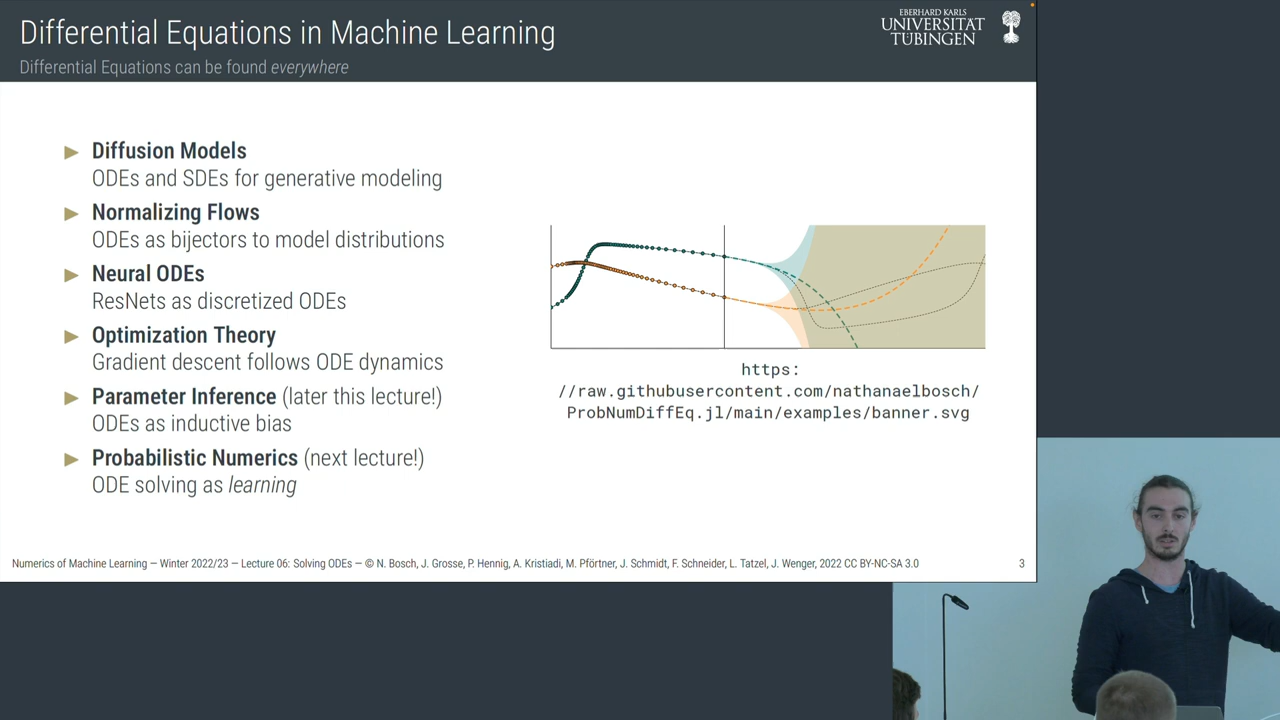 Differential Equations in Machine Learning
Differential Equations can be found everywhere
EBERHARD KARLS
UNIVERSITÄT
TÜBINGEN
Diffusion Models
ODEs and SDEs for generative modeling
Normalizing Flows
ODEs as bijectors to model distributions
Neural ODEs
ResNets as discretized ODEs
Optimization Theory
Gradient descent follows ODE dynamics
Parameter Inference (later this lecture!)
ODEs as inductive bias
Probabilistic Numerics (next lecture!)
ODE solving as learning
https:
//raw.githubusercontent.com/nathanaelbosch/
ProbNumDiffEq.jl/main/examples/banner.svg
Numerics of Machine Learning — Winter 2022/23 — Lecture 06: Solving ODEs — © N. Bosch, J. Grosse, P. Hennig, A. Kristiadi, M. Pförtner, J. Schmidt, F. Schneider, L. Tatzel, J. Wenger, 2022 CC BY-NC-SA 3.0
3